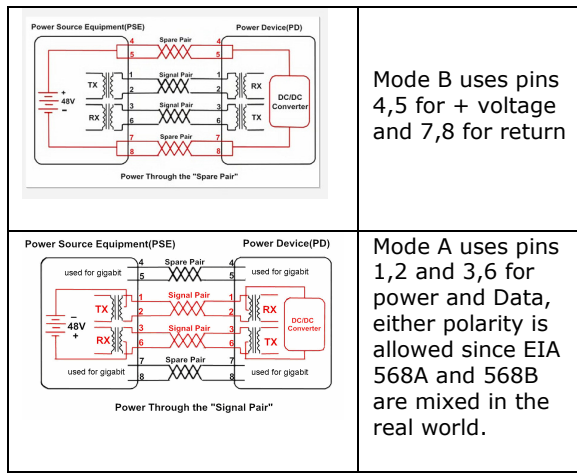 Power Source Equipment(PSE) Power Device(PD)
4 Spare Pair 4
5 5
TX 1 Signal Pair 1 RX
2 2
+
48V
−
DC/DC
Converter
RX 3 Signal Pair 3 TX
6 6
7 Spare Pair 7
8 8
Power Through the "Spare Pair"
Mode B uses pins
4,5 for + voltage
and 7,8 for return
Power Source Equipment(PSE) Power Device(PD)
4 Spare Pair 4
used for gigabit 5 5 used for gigabit
TX 1 Signal Pair 1 RX
2 2
−
48V
+
DC/DC
Converter
RX 3 Signal Pair 3 TX
6 6
7 Spare Pair 7
used for gigabit 8 8 used for gigabit
Power Through the "Signal Pair"
Mode A uses pins
1,2 and 3,6 for
power and Data,
either polarity is
allowed since EIA
568A and 568B
are mixed in the
real world.